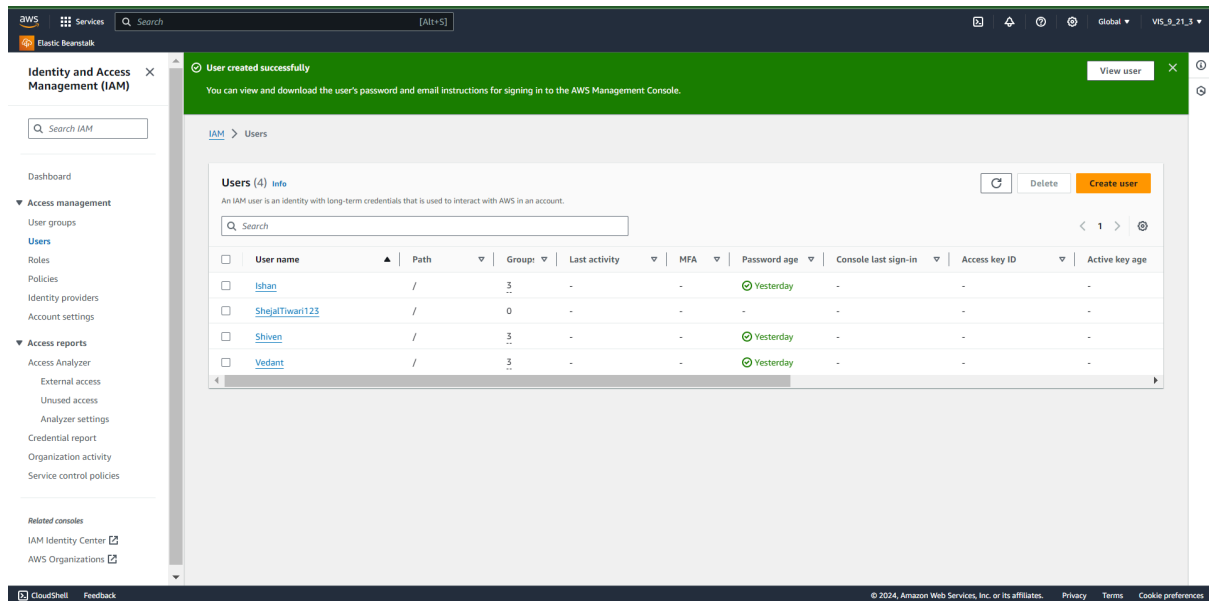 aws
Services
Search
[Alt+S]
Global
VIS_9_21_3
Elastic Beanstalk
Identity and Access Management (IAM)
Search IAM
Dashboard
Access management
User groups
Users
Roles
Policies
Identity providers
Account settings
Access reports
Access Analyzer
External access
Unused access
Analyzer settings
Credential report
Organization activity
Service control policies
Related consoles
IAM Identity Center
AWS Organizations
User created successfully
You can view and download the user's password and email instructions for signing in to the AWS Management Console.
View user
IAM > Users
Users (4) Info
An IAM user is an identity with long-term credentials that is used to interact with AWS in an account.
Delete
Create user
Search
1
User name Path Groups Last activity MFA Password age Console last sign-in Access key ID Active key age
Ishan / 3 - - Yesterday - - -
ShejalTiwari123 / 0 - - - - - -
Shiven / 3 - - Yesterday - - -
Vedant / 3 - - Yesterday - - -
CloudShell Feedback
© 2024, Amazon Web Services, Inc. or its affiliates. Privacy Terms Cookie preferences